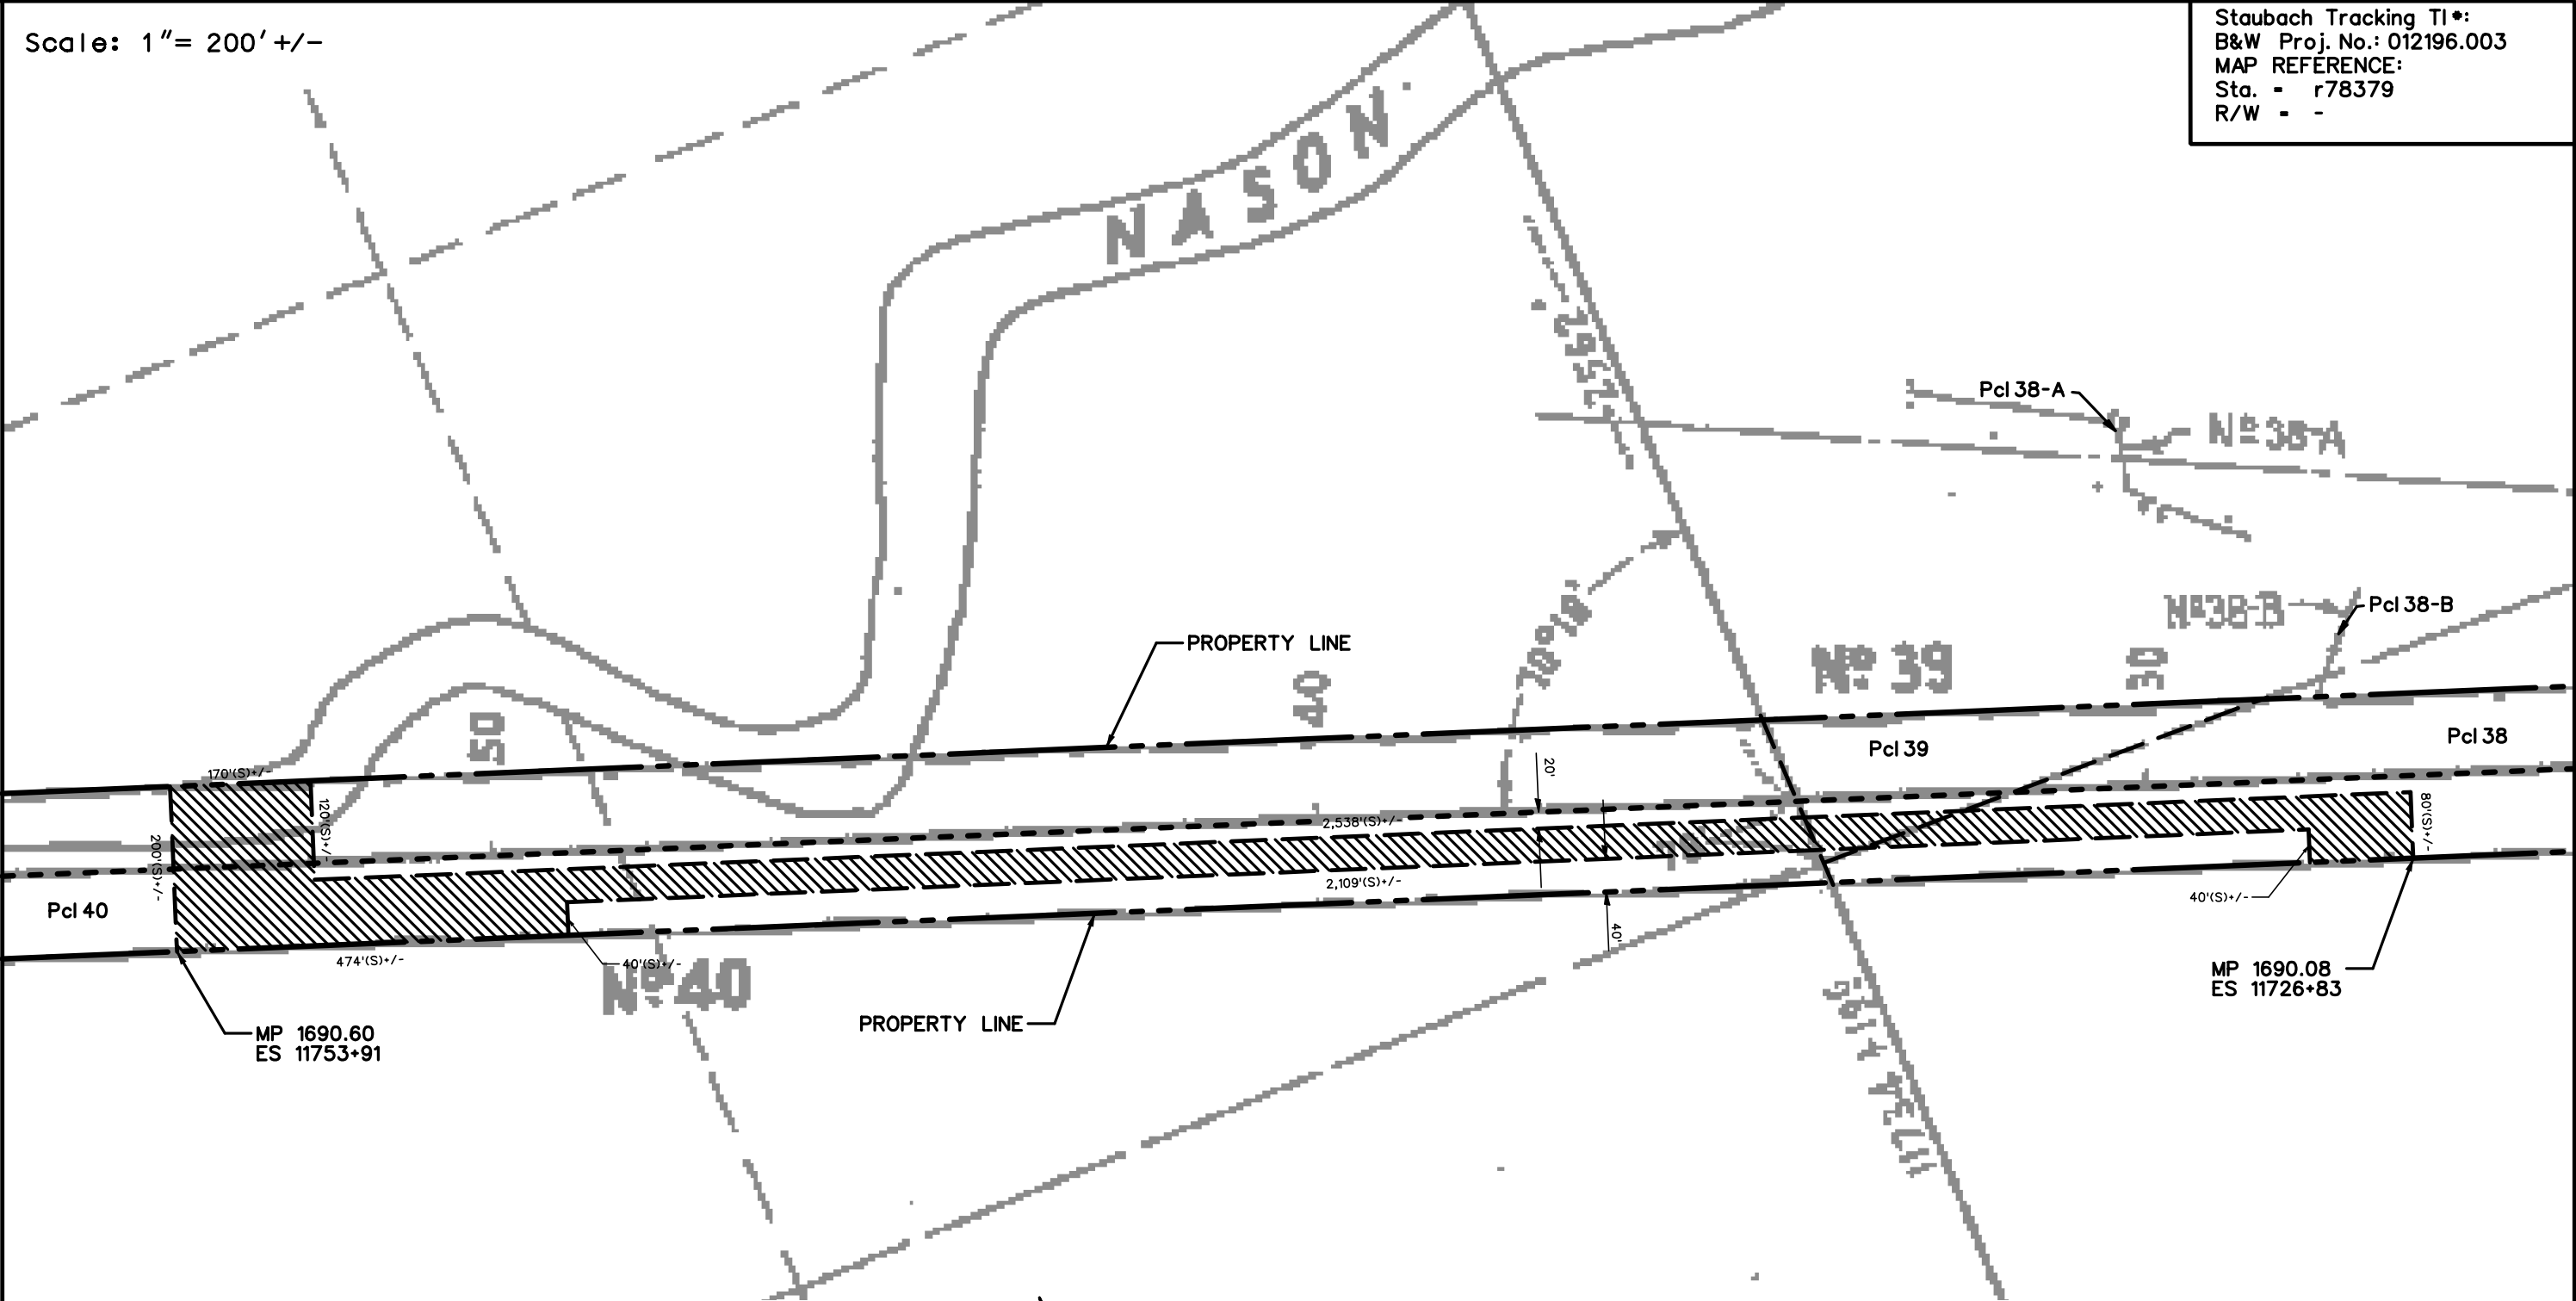 Scale: 1"= 200' +/-
Staubach Tracking TI#:
B&W Proj. No.: 012196.003
MAP REFERENCE:
Sta. - r78379
R/W - -
NASON
Pcl 38-A
Nº 38-A
Nº38-B
Pcl 38-B
PROPERTY LINE
Nº 39
40
30
50
Pcl 39
Pcl 38
170'(S)+/-
120'(S)+/-
200'(S)+/-
20'
2,538'(S)+/-
80'(S)+/-
2,109'(S)+/-
Pcl 40
40'(S)+/-
40'
474'(S)+/-
40'(S)+/-
Nº 40
PROPERTY LINE
MP 1690.08
ES 11726+83
MP 1690.60
ES 11753+91